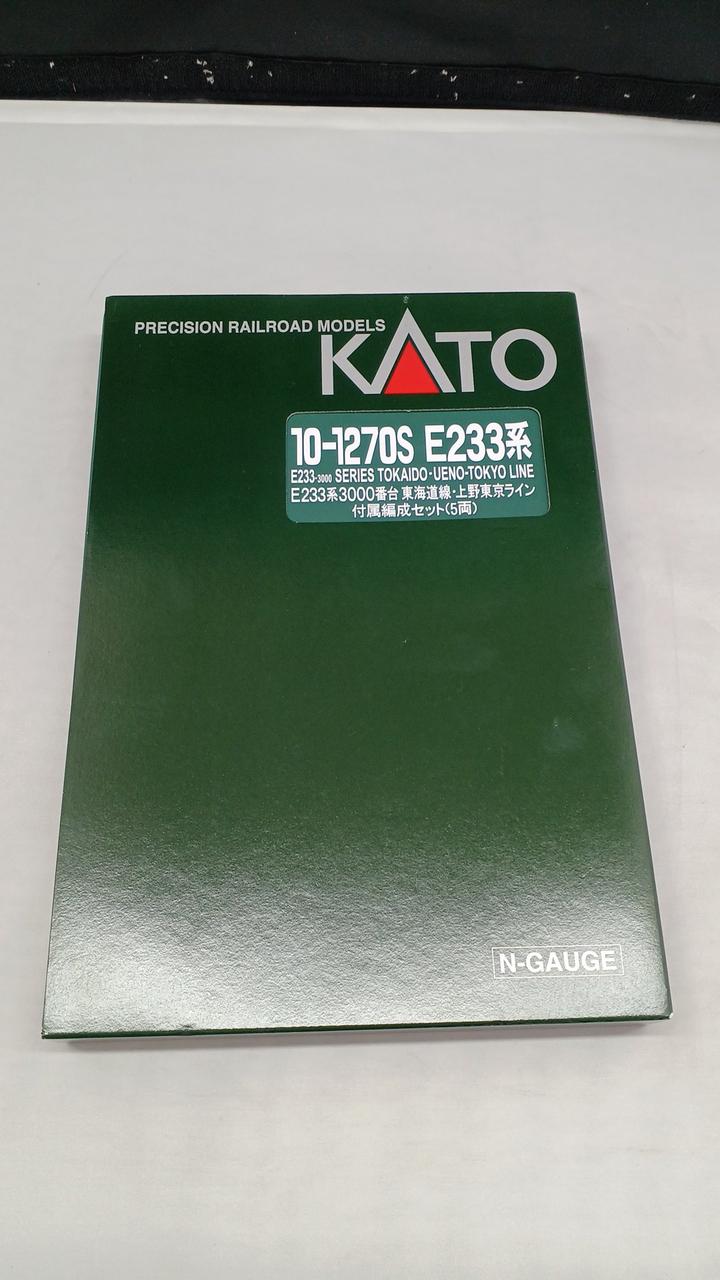 PRECISION RAILROAD MODELS
KATO
10-1270S E233系
E233-3000 SERIES TOKAIDO-UENO-TOKYO LINE
E233系3000番台 東海道線・上野東京ライン
付属編成セット(5両)
N-GAUGE